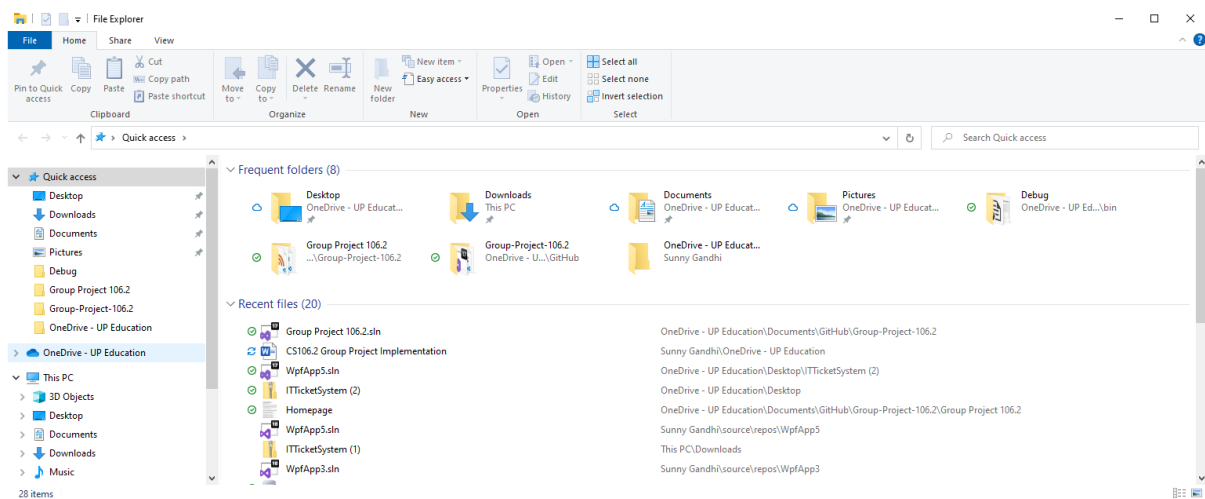 File Explorer
File Home Share View
Pin to Quick access
Copy
Paste
Cut
Copy path
Paste shortcut
Clipboard
Move to
Copy to
Delete
Rename
Organize
New folder
New item
Easy access
New
Properties
Open
Edit
History
Open
Select all
Select none
Invert selection
Select
Quick access
Search Quick access
Quick access
Desktop
Downloads
Documents
Pictures
Debug
Group Project 106.2
Group-Project-106.2
OneDrive - UP Education
OneDrive - UP Education
This PC
3D Objects
Desktop
Documents
Downloads
Music
Frequent folders (8)
Desktop
OneDrive - UP Educat...
Downloads
This PC
Documents
OneDrive - UP Educat...
Pictures
OneDrive - UP Educat...
Debug
OneDrive - UP Ed...\bin
Group Project 106.2
...\Group-Project-106.2
Group-Project-106.2
OneDrive - U...\GitHub
OneDrive - UP Educat...
Sunny Gandhi
Recent files (20)
Group Project 106.2.sln OneDrive - UP Education\Documents\GitHub\Group-Project-106.2
CS106.2 Group Project Implementation Sunny Gandhi\OneDrive - UP Education
WpfApp5.sln OneDrive - UP Education\Desktop\ITTicketSystem (2)
ITTicketSystem (2) OneDrive - UP Education\Desktop
Homepage OneDrive - UP Education\Documents\GitHub\Group-Project-106.2\Group Project 106.2
WpfApp5.sln Sunny Gandhi\source\repos\WpfApp5
ITTicketSystem (1) This PC\Downloads
WpfApp3.sln Sunny Gandhi\source\repos\WpfApp3
28 items